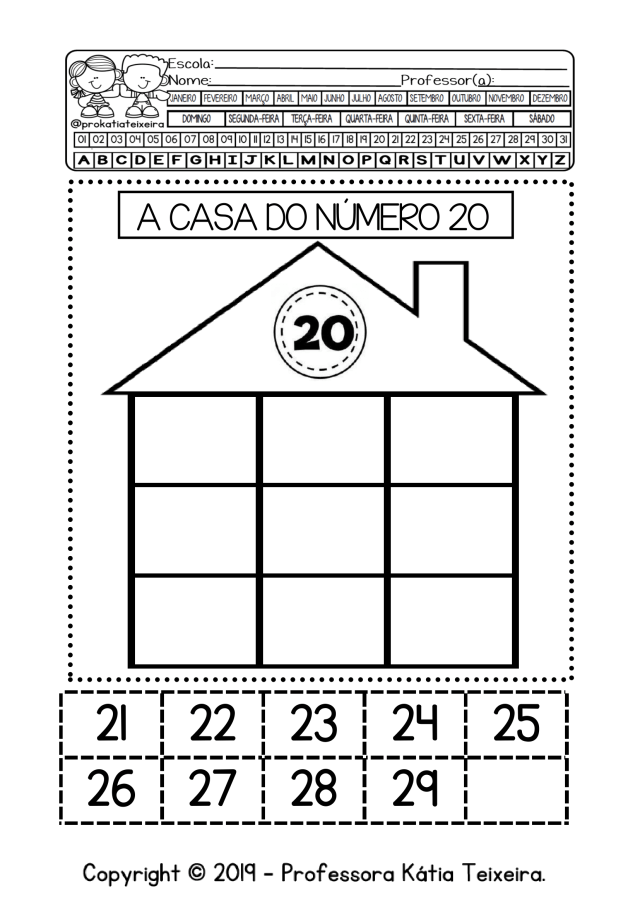 Escola:
Nome: Professor(a):
JANEIRO FEVEREIRO MARÇO ABRIL MAIO JUNHO JULHO AGOSTO SETEMBRO OUTUBRO NOVEMBRO DEZEMBRO
DOMINGO SEGUNDA-FEIRA TERÇA-FEIRA QUARTA-FEIRA QUINTA-FEIRA SEXTA-FEIRA SÁBADO
@prokatiateixeira
01 02 03 04 05 06 07 08 09 10 11 12 13 14 15 16 17 18 19 20 21 22 23 24 25 26 27 28 29 30 31
A B C D E F G H I J K L M N O P Q R S T U V W X Y Z
A CASA DO NÚMERO 20
20
21 22 23 24 25
26 27 28 29
Copyright © 2019 - Professora Kátia Teixeira.